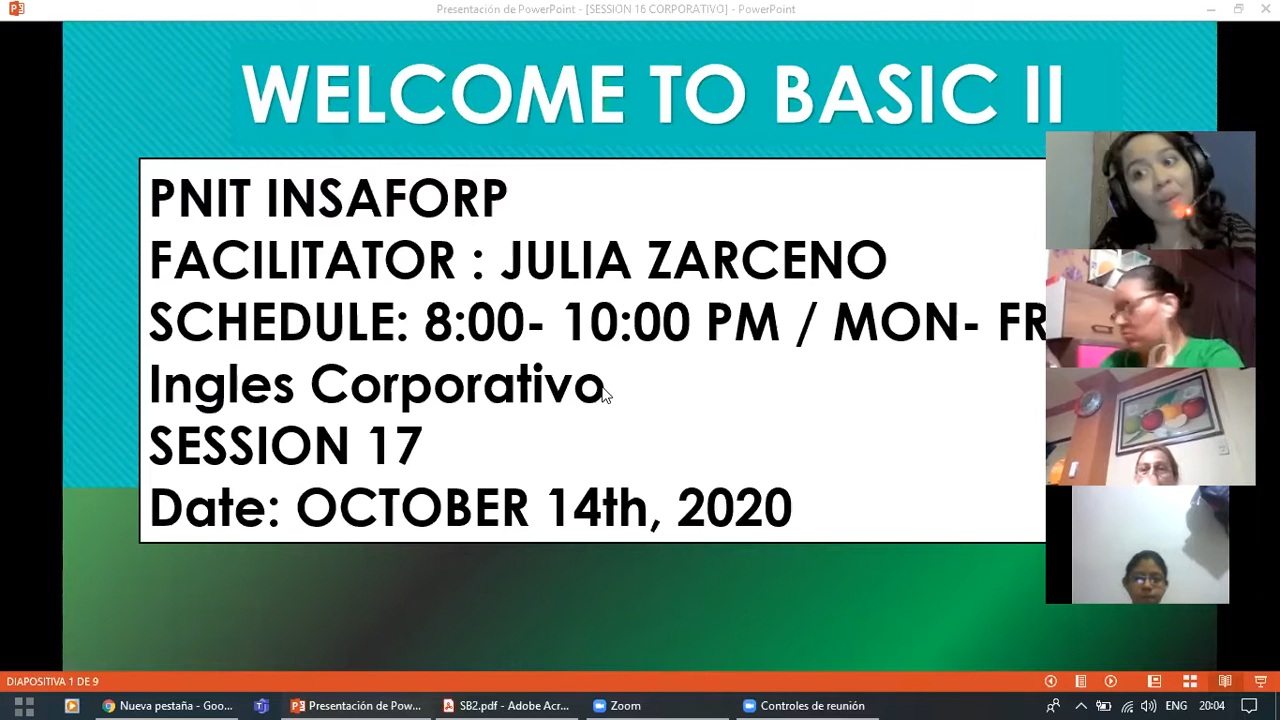 Presentación de PowerPoint - [SESSION 16 CORPORATIVO] - PowerPoint
WELCOME TO BASIC II
PNIT INSAFORP
FACILITATOR : JULIA ZARCENO
SCHEDULE: 8:00- 10:00 PM / MON- FR
Ingles Corporativo
SESSION 17
Date: OCTOBER 14th, 2020
DIAPOSITIVA 1 DE 9
Nueva pestaña - Goo...
Presentación de Pow...
SB2.pdf - Adobe Acr...
Zoom
Controles de reunión
ENG
20:04